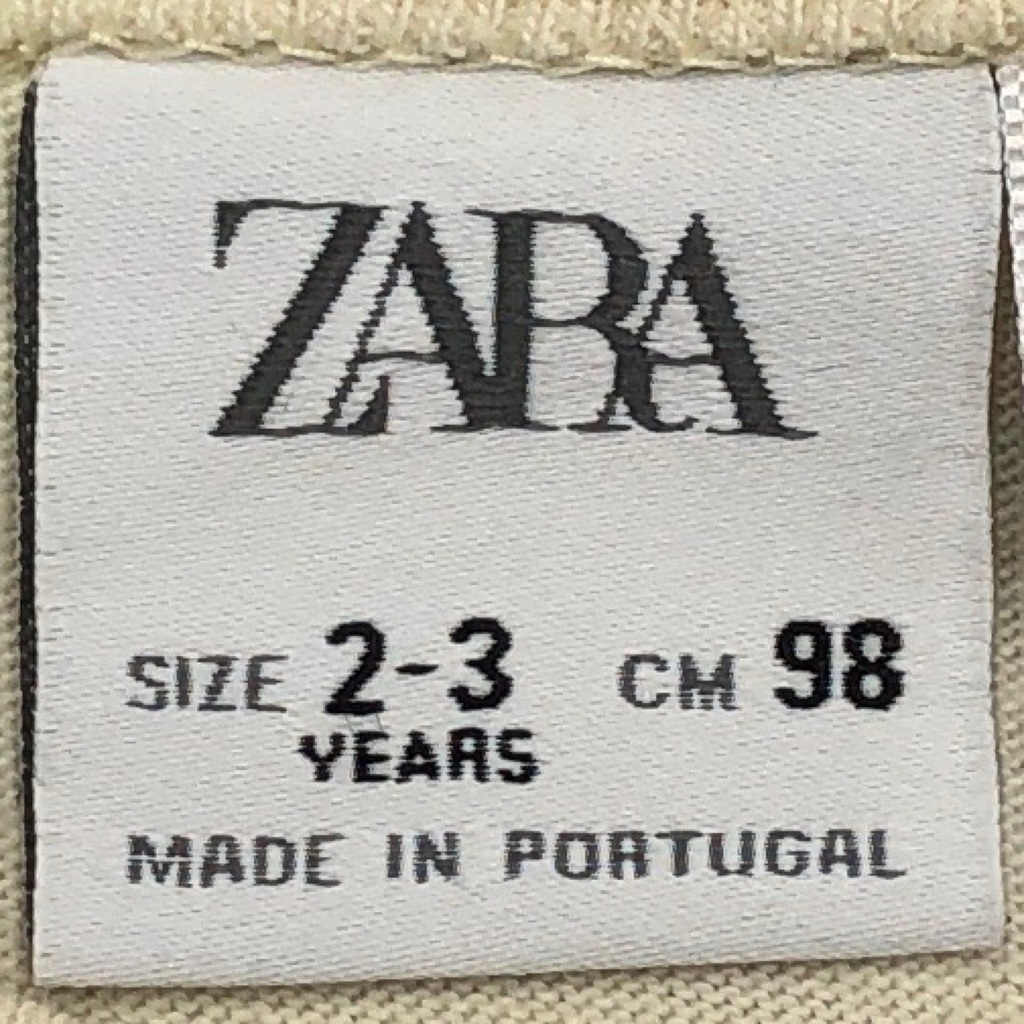 ZARA
SIZE 2-3 CM 98
YEARS
MADE IN PORTUGAL